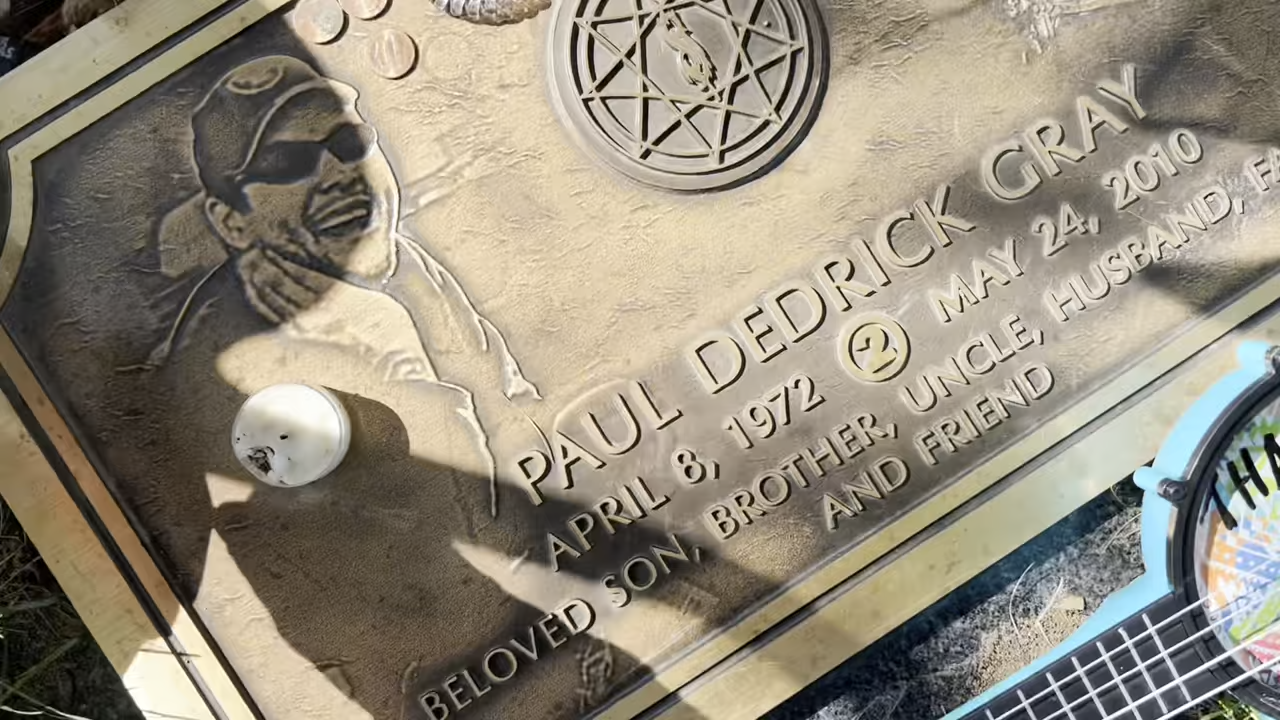 PAUL DEDRICK GRAY
APRIL 8, 1972 2 MAY 24, 2010
BELOVED SON, BROTHER, UNCLE, HUSBAND,
AND FRIEND